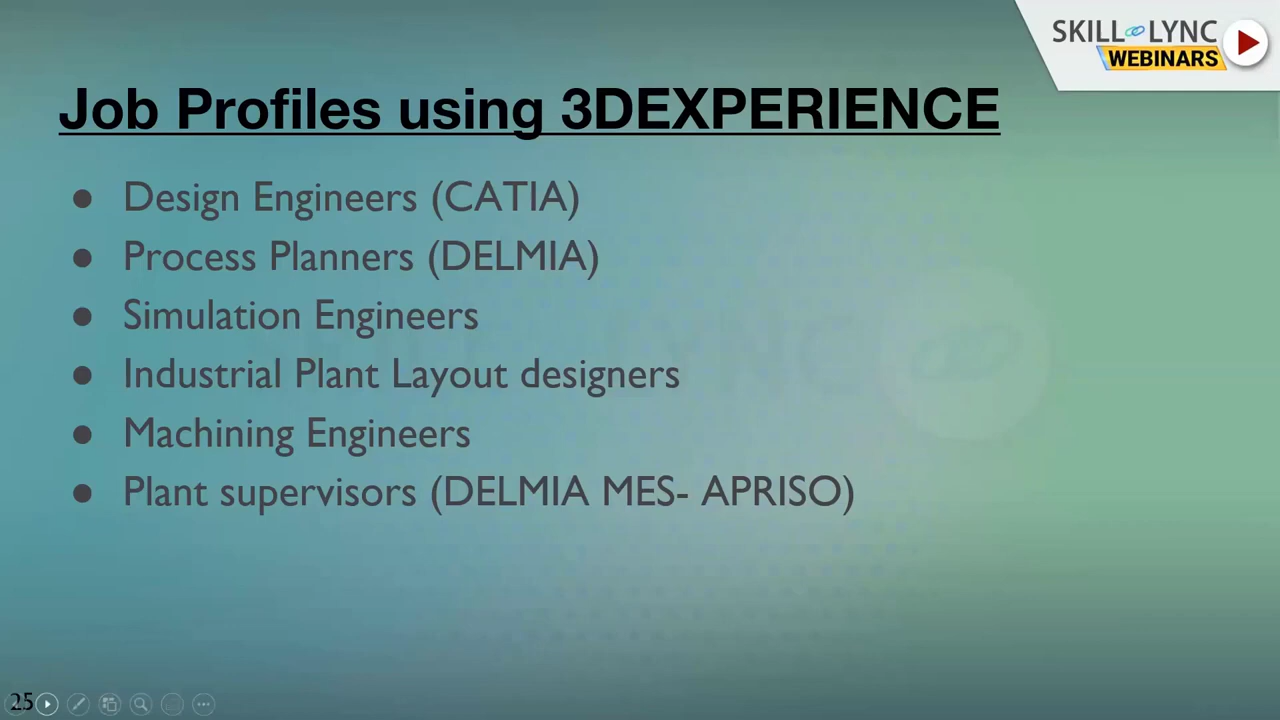 SKILL LYNC
WEBINARS
Job Profiles using 3DEXPERIENCE
● Design Engineers (CATIA)
● Process Planners (DELMIA)
● Simulation Engineers
● Industrial Plant Layout designers
● Machining Engineers
● Plant supervisors (DELMIA MES- APRISO)
25